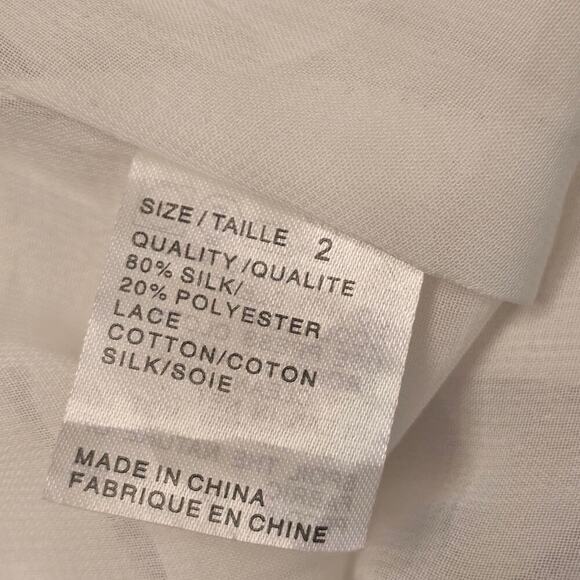 SIZE / TAILLE 2
QUALITY / QUALITE
80% SILK/
20% POLYESTER
LACE
COTTON/COTON
SILK/SOIE
MADE IN CHINA
FABRIQUE EN CHINE